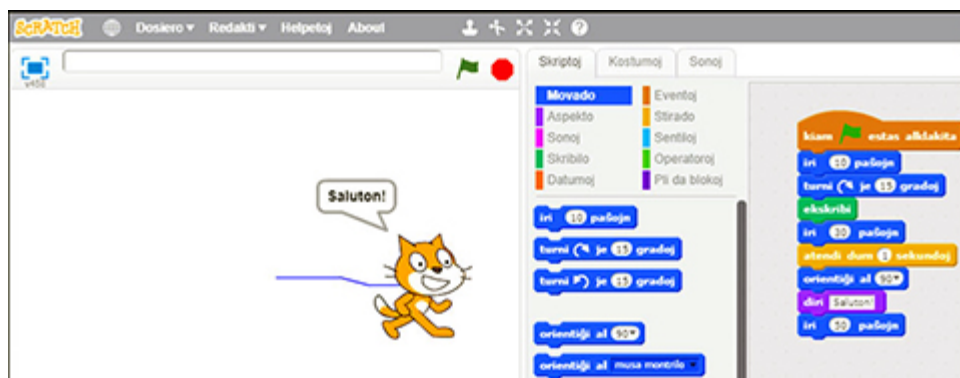 SCRATCH Dosiero Redakti Helpetoj About
v450
Skriptoj Kostumoj Sonoj
Movado
Aspekto
Sonoj
Skribilo
Datumoj
Eventoj
Stirado
Sentiloj
Operatoroj
Pli da blokoj
Saluton!
iri 10 paŝojn
turni je 15 gradoj
turni je 15 gradoj
orientiĝi al 90
orientiĝi al musa montrilo
kiam estas alklakita
iri 10 paŝojn
turni je 15 gradoj
ekskribi
iri 30 paŝojn
atendi dum 1 sekundoj
orientiĝi al 90
diri Saluton!
iri 50 paŝojn